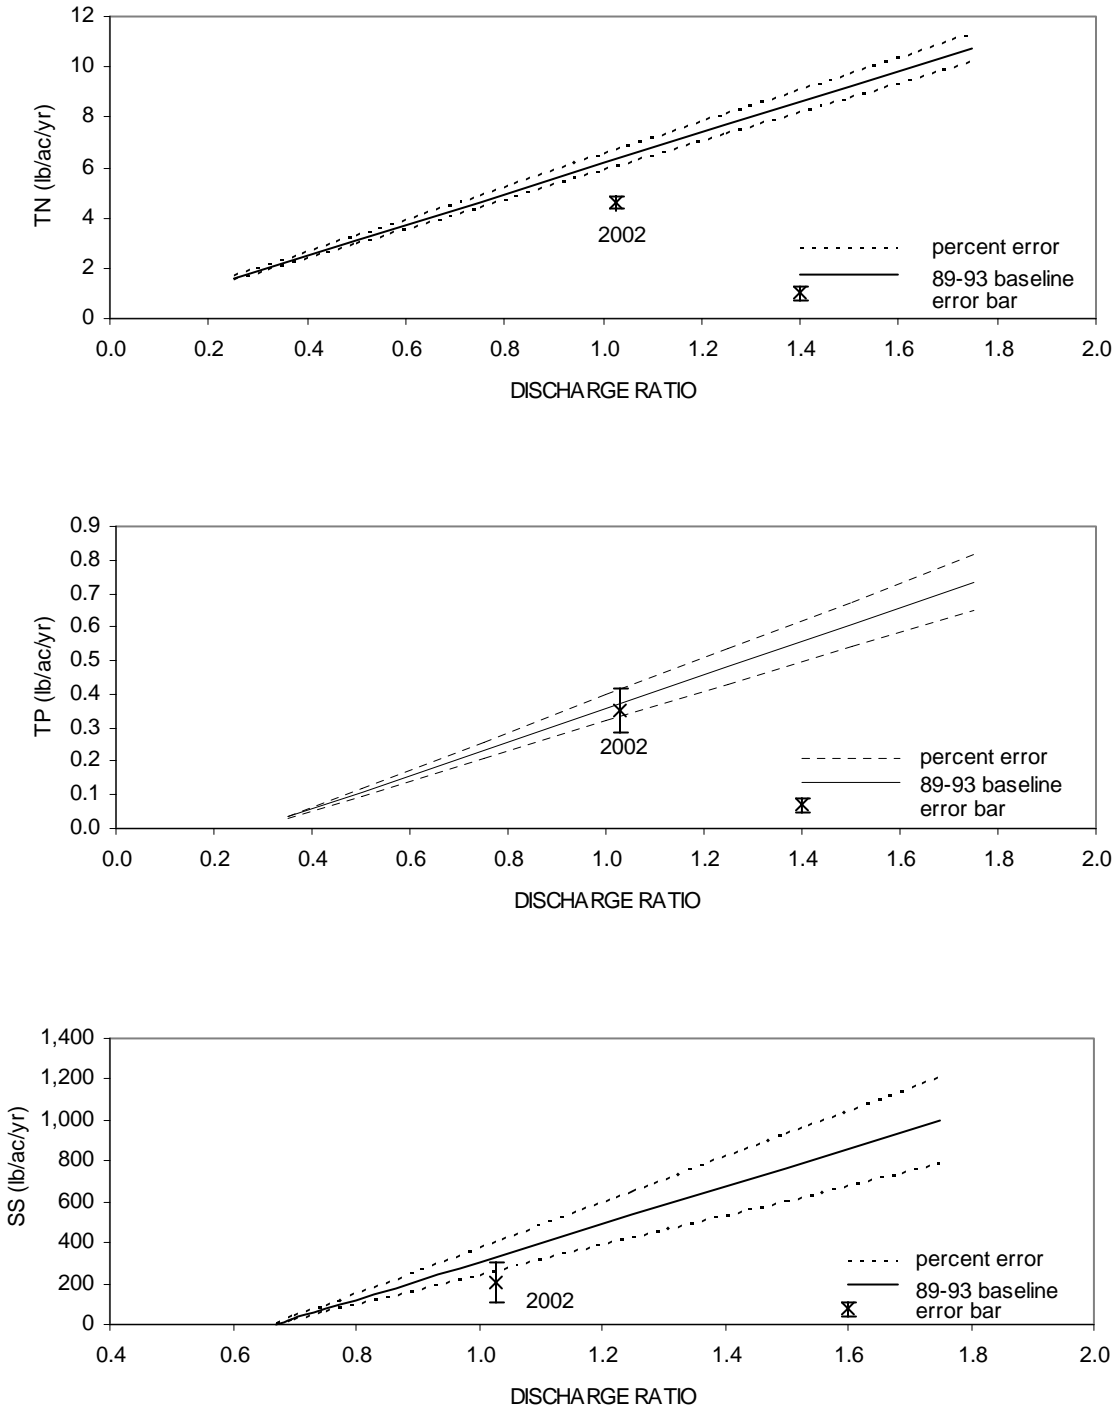 12
10
8
6
4
2
0
TN (lb/ac/yr)
2002
percent error
89-93 baseline
error bar
0.0 0.2 0.4 0.6 0.8 1.0 1.2 1.4 1.6 1.8 2.0
DISCHARGE RATIO
0.9
0.8
0.7
0.6
0.5
0.4
0.3
0.2
0.1
0.0
TP (lb/ac/yr)
2002
percent error
89-93 baseline
error bar
0.0 0.2 0.4 0.6 0.8 1.0 1.2 1.4 1.6 1.8 2.0
DISCHARGE RATIO
1,400
1,200
1,000
800
600
400
200
0
SS (lb/ac/yr)
2002
percent error
89-93 baseline
error bar
0.4 0.6 0.8 1.0 1.2 1.4 1.6 1.8 2.0
DISCHARGE RATIO